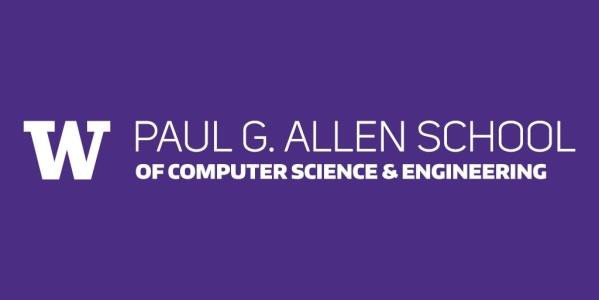 W
PAUL G. ALLEN SCHOOL
OF COMPUTER SCIENCE & ENGINEERING